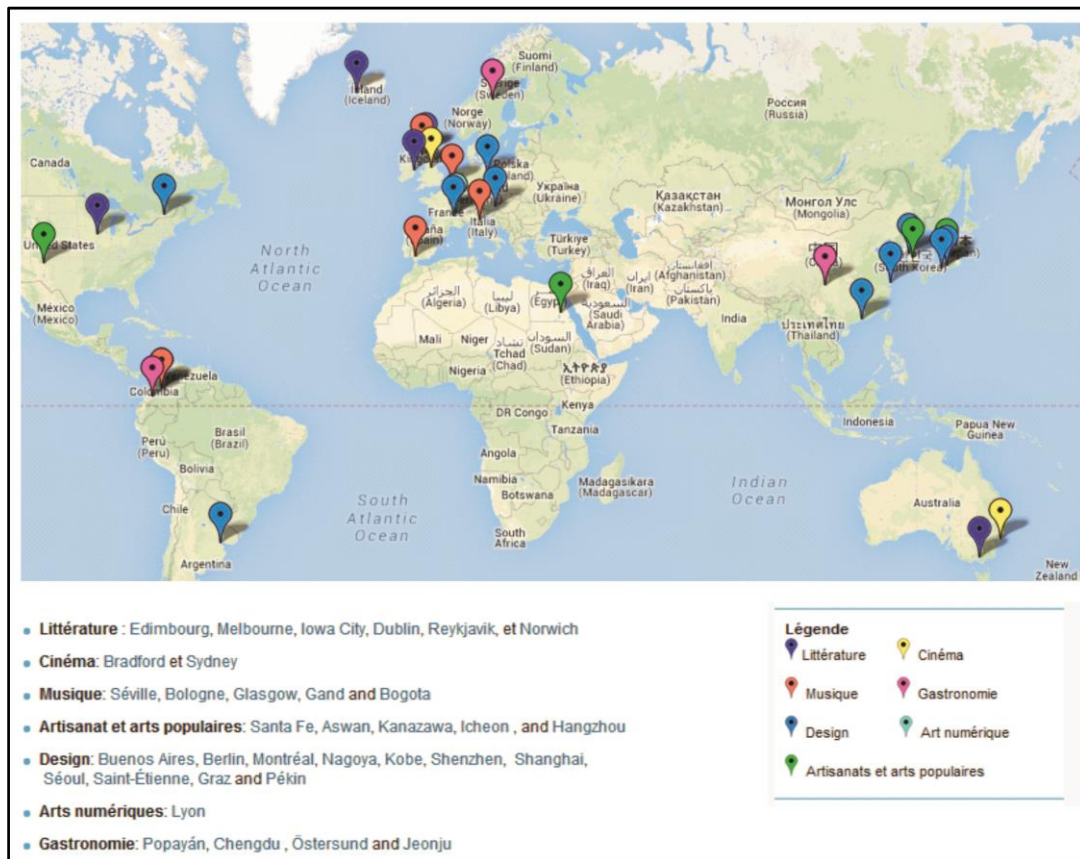 Suomi
(Finland)
(Iceland)
(Sweden)
Norge
(Norway)
Россия
(Russia)
Canada
Polska
Україна
(Ukraine)
Қазақстан
(Kazakhstan)
Монгол Улс
(Mongolia)
France
Italia
(Italy)
United States
North
Atlantic
Ocean
Türkiye
(Turkey)
(Spain)
(South Korea)
العراق
(Iraq)
ایران
(Iran)
افغانستان
(Afghanistan)
پاکستان
(Pakistan)
الجزائر
(Algeria)
ليبيا
(Libya)
السعودية
(Saudi
Arabia)
México
(Mexico)
India
ประเทศไทย
(Thailand)
Mali
Niger
السودان
(Sudan)
Tchad
(Chad)
Nigeria
ኢትዮጵያ
(Ethiopia)
Colombia
DR Congo
Kenya
Tanzania
Indonesia
Papua New
Guinea
Perú
(Peru)
Brasil
(Brazil)
Bolivia
Angola
Namibia
Botswana
Madagasikara
(Madagascar)
Indian
Ocean
Chile
South
Atlantic
Ocean
Australia
South
Africa
Argentina
New
Zealand
Littérature : Edimbourg, Melbourne, Iowa City, Dublin, Reykjavik, et Norwich
Cinéma: Bradford et Sydney
Musique: Séville, Bologne, Glasgow, Gand and Bogota
Artisanat et arts populaires: Santa Fe, Aswan, Kanazawa, Icheon , and Hangzhou
Design: Buenos Aires, Berlin, Montréal, Nagoya, Kobe, Shenzhen, Shanghai,
Séoul, Saint-Étienne, Graz and Pékin
Arts numériques: Lyon
Gastronomie: Popayán, Chengdu , Östersund and Jeonju
Légende
Littérature
Cinéma
Musique
Gastronomie
Design
Art numérique
Artisanats et arts populaires